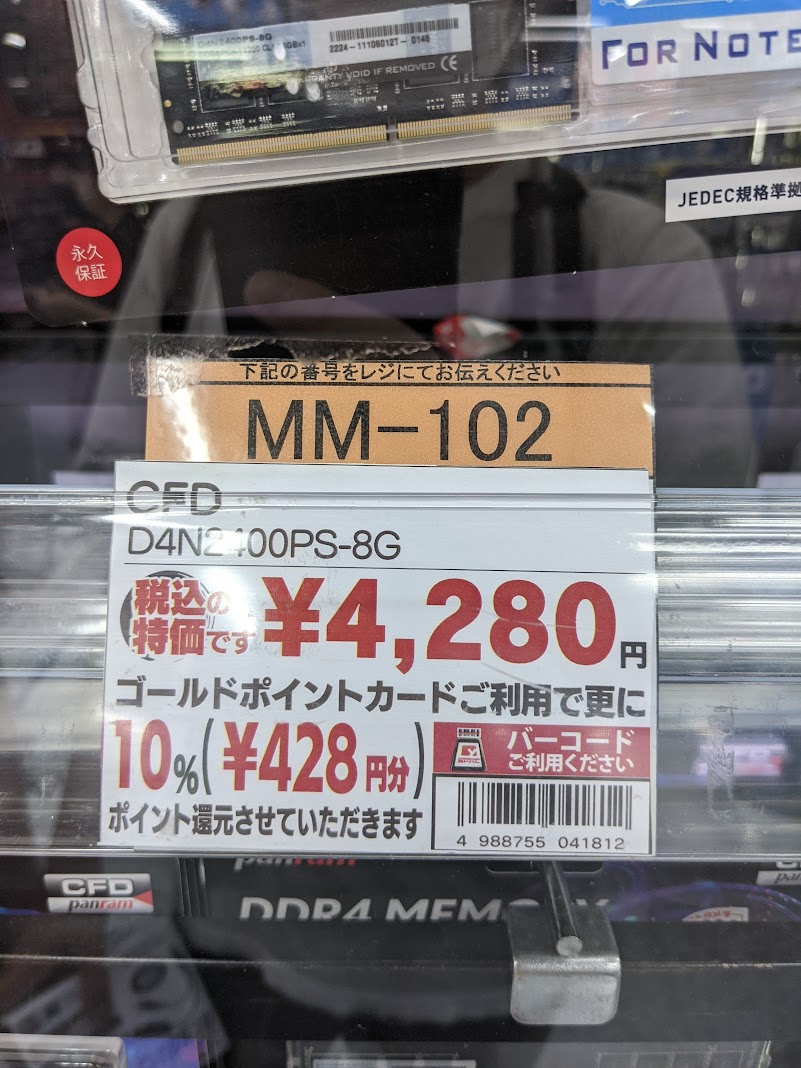 D4N2400PS-8G
2224-11106012T-0145
WARRANTY VOID IF REMOVED CE
FOR NOTE
JEDEC規格準拠
永久
保証
下記の番号をレジにてお伝えください
MM-102
CFD
D4N2400PS-8G
税込の
特価です
¥4,280円
ゴールドポイントカードご利用で更に
10%(¥428円分)
ポイント還元させていただきます
バーコード
ご利用ください
4 988755 041812
panram
CFD
panram
DDR4 MEMORY